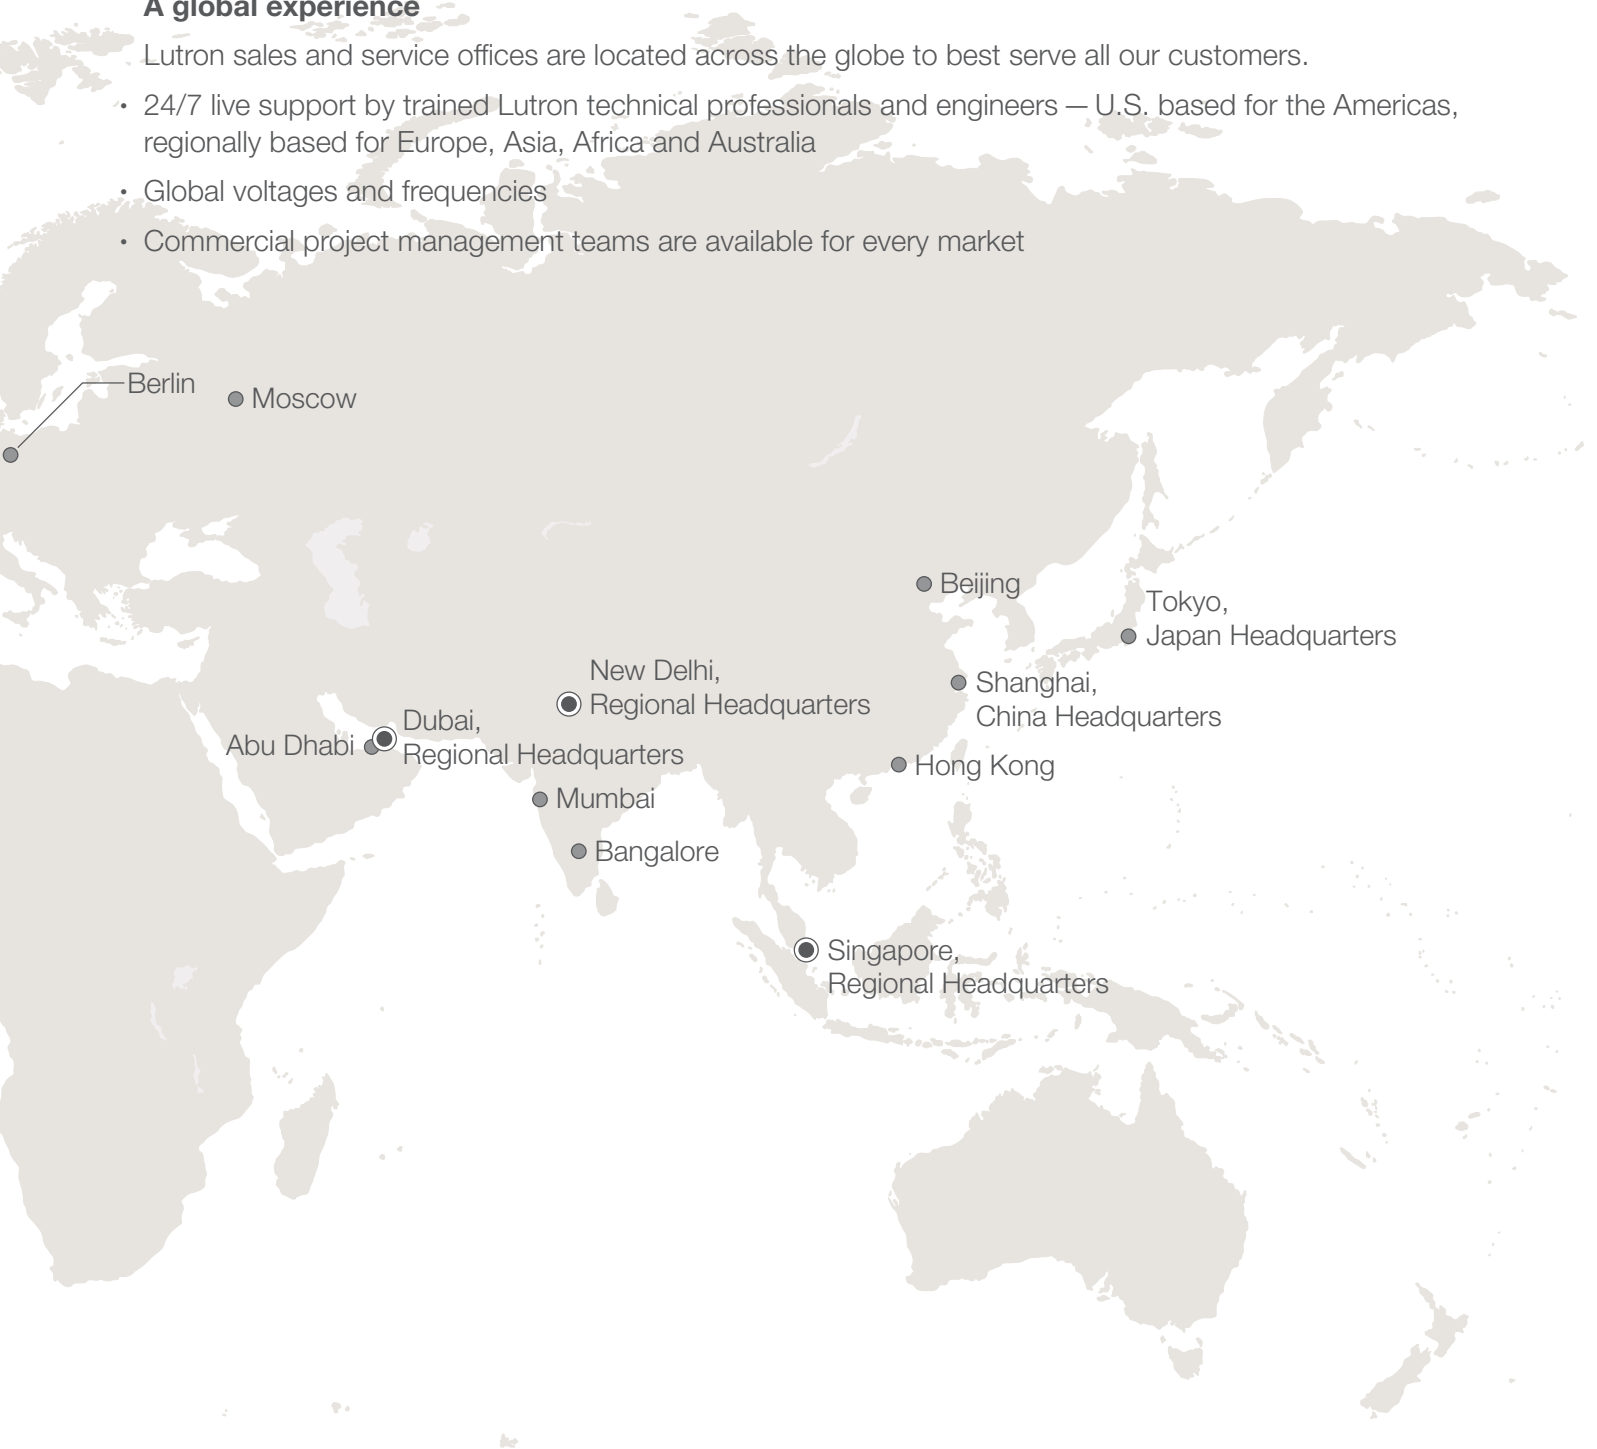 A global experience
Lutron sales and service offices are located across the globe to best serve all our customers.
• 24/7 live support by trained Lutron technical professionals and engineers — U.S. based for the Americas,
regionally based for Europe, Asia, Africa and Australia
• Global voltages and frequencies
• Commercial project management teams are available for every market
Berlin
Moscow
Beijing
Tokyo,
Japan Headquarters
New Delhi,
Regional Headquarters
Shanghai,
China Headquarters
Dubai,
Regional Headquarters
Abu Dhabi
Hong Kong
Mumbai
Bangalore
Singapore,
Regional Headquarters